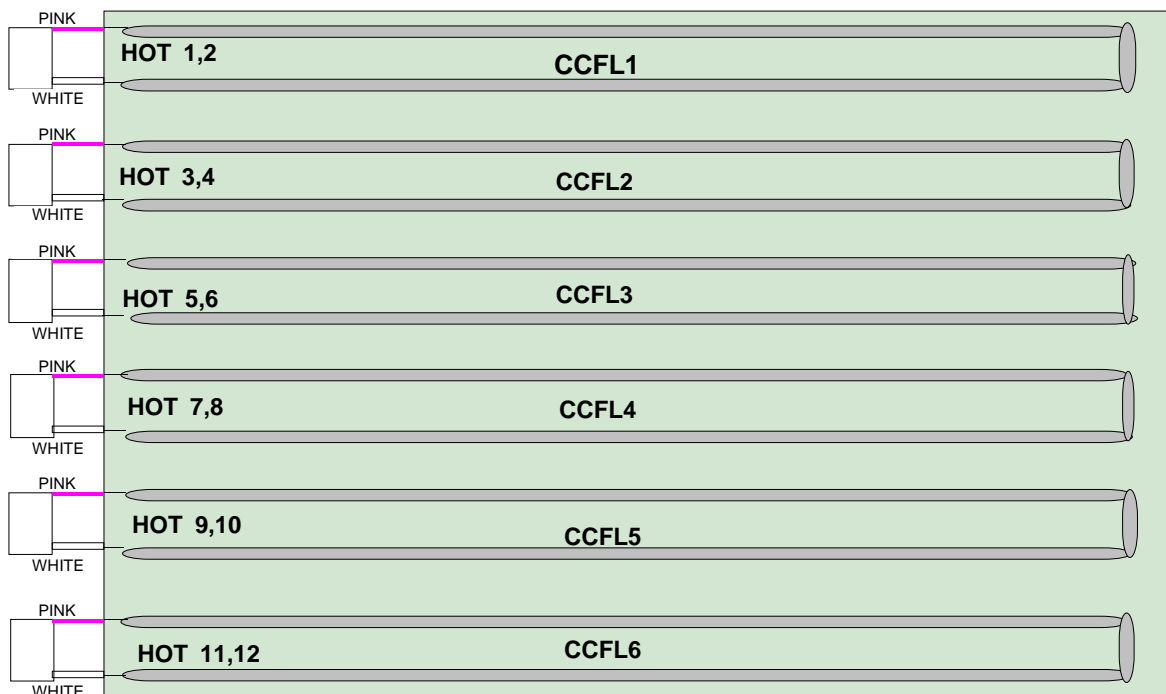 PINK
HOT 1,2
CCFL1
WHITE
PINK
HOT 3,4
CCFL2
WHITE
PINK
HOT 5,6
CCFL3
WHITE
PINK
HOT 7,8
CCFL4
WHITE
PINK
HOT 9,10
CCFL5
WHITE
PINK
HOT 11,12
CCFL6
WHITE